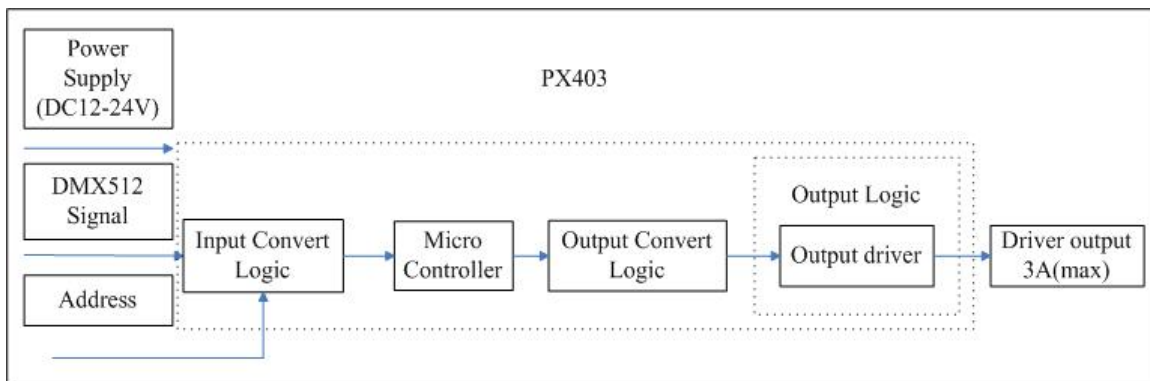 Power
Supply
(DC12-24V)
PX403
DMX512
Signal
Address
Input Convert
Logic
Micro
Controller
Output Convert
Logic
Output Logic
Output driver
Driver output
3A(max)